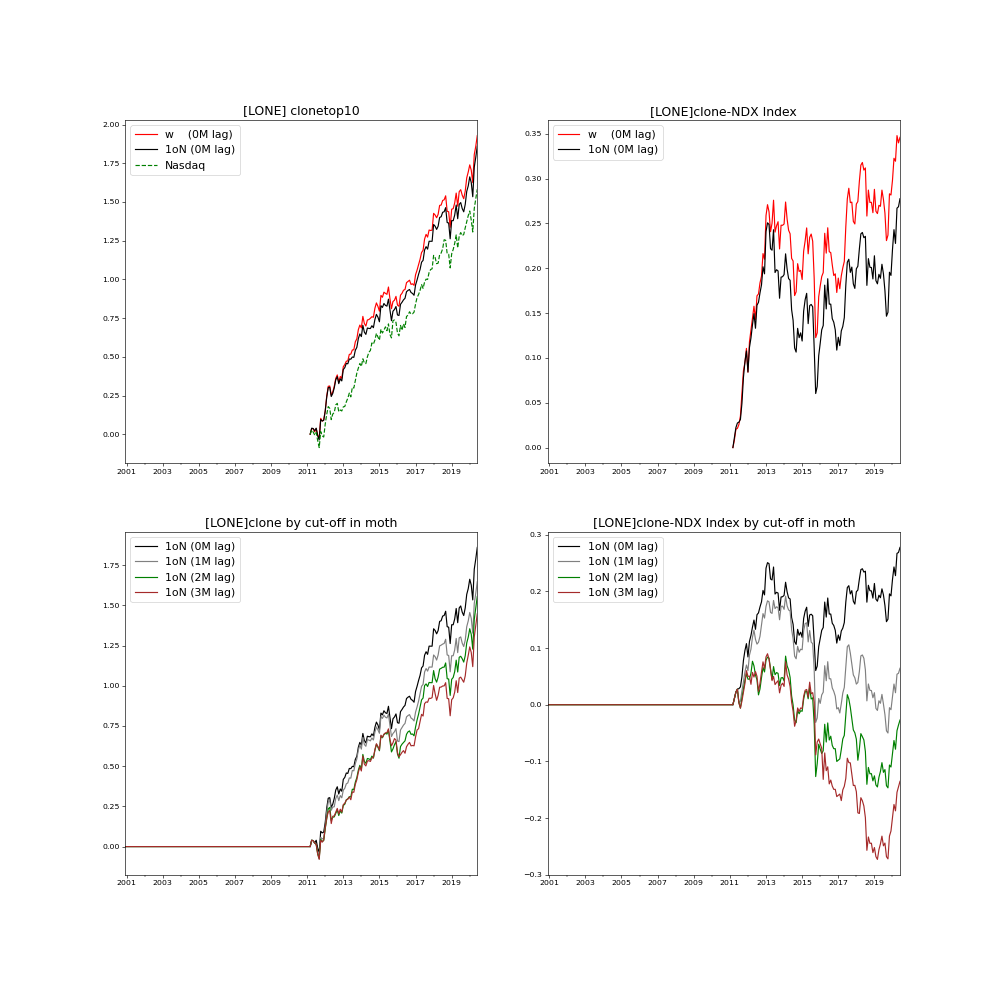 [LONE] clonetop10
2.00
1.75
1.50
1.25
1.00
0.75
0.50
0.25
0.00
w    (0M lag)
1oN (0M lag)
Nasdaq
2001 2003 2005 2007 2009 2011 2013 2015 2017 2019
[LONE]clone-NDX Index
0.35
0.30
0.25
0.20
0.15
0.10
0.05
0.00
w    (0M lag)
1oN (0M lag)
2001 2003 2005 2007 2009 2011 2013 2015 2017 2019
[LONE]clone by cut-off in moth
1.75
1.50
1.25
1.00
0.75
0.50
0.25
0.00
1oN (0M lag)
1oN (1M lag)
1oN (2M lag)
1oN (3M lag)
2001 2003 2005 2007 2009 2011 2013 2015 2017 2019
[LONE]clone-NDX Index by cut-off in moth
0.3
0.2
0.1
0.0
−0.1
−0.2
−0.3
1oN (0M lag)
1oN (1M lag)
1oN (2M lag)
1oN (3M lag)
2001 2003 2005 2007 2009 2011 2013 2015 2017 2019